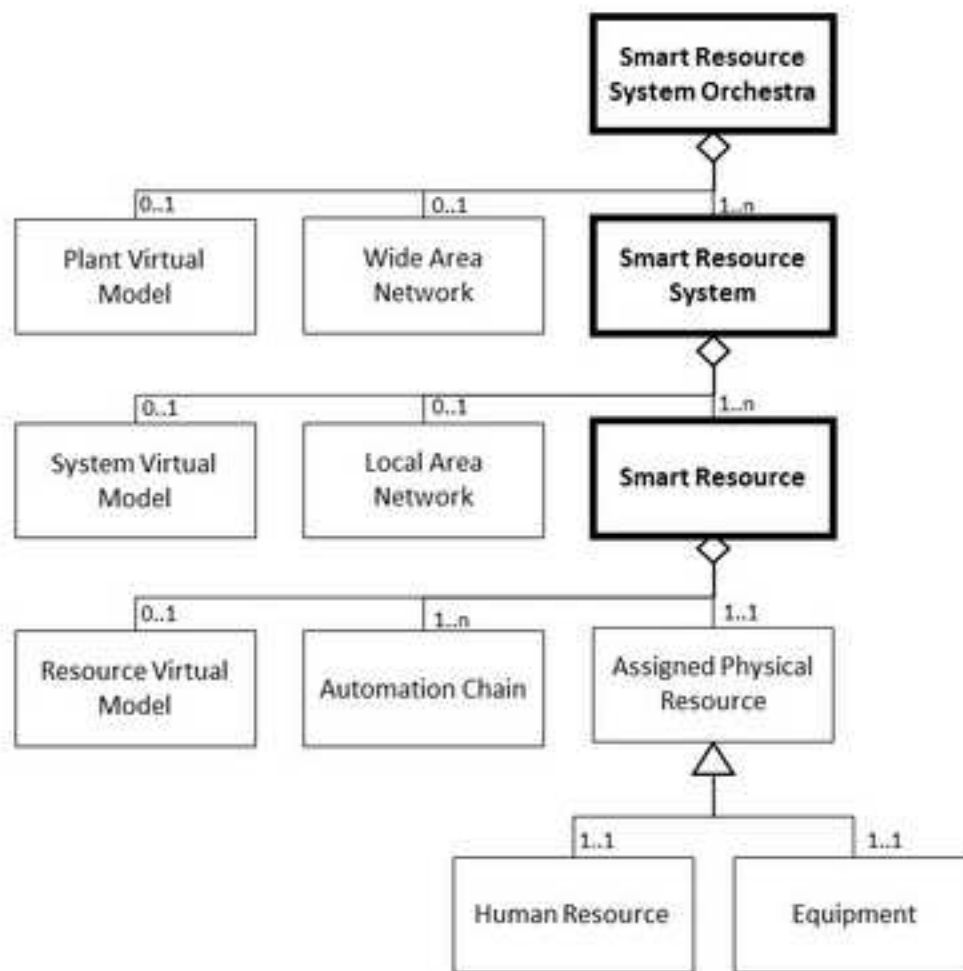 Smart Resource
System Orchestra
0..1
0..1
1..n
Plant Virtual
Model
Wide Area
Network
Smart Resource
System
0..1
0..1
1..n
System Virtual
Model
Local Area
Network
Smart Resource
0..1
1..n
1..1
Resource Virtual
Model
Automation Chain
Assigned Physical
Resource
1..1
1..1
Human Resource
Equipment